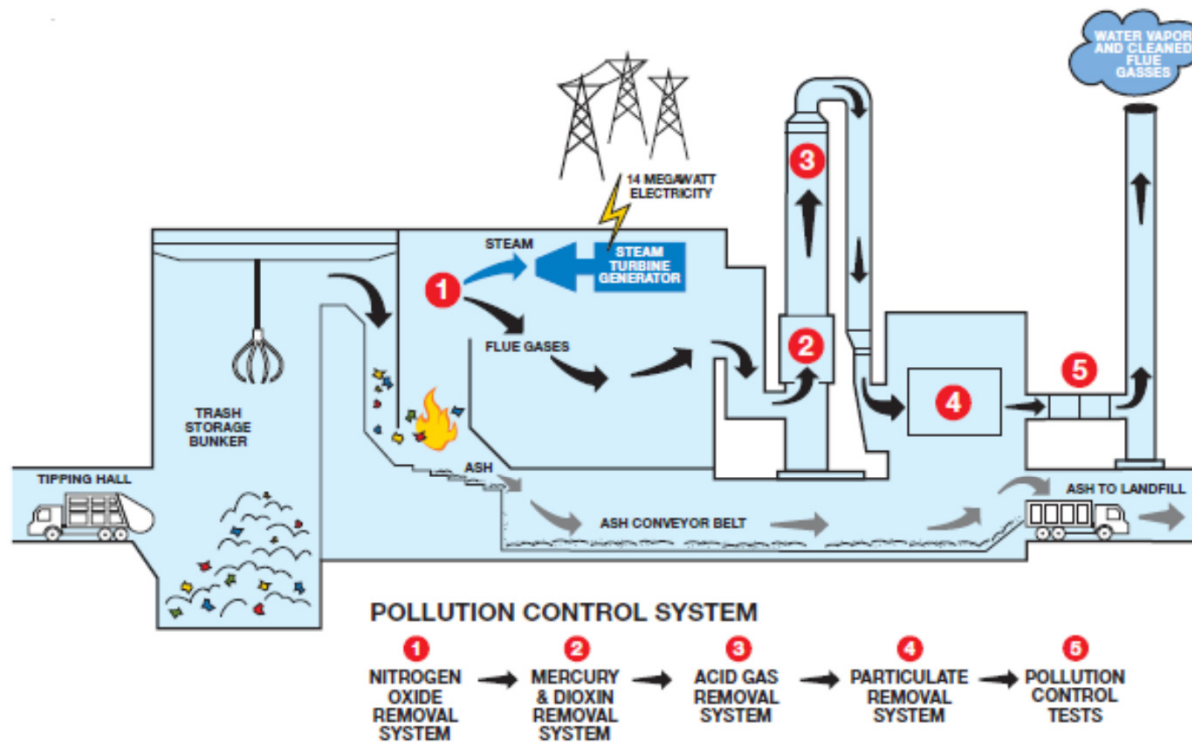 WATER VAPOR
AND CLEANED
FLUE
GASSES
3
14 MEGAWATT
ELECTRICITY
STEAM
STEAM
TURBINE
GENERATOR
1
FLUE GASES
2
5
4
TRASH
STORAGE
BUNKER
TIPPING HALL
ASH
ASH TO LANDFILL
ASH CONVEYOR BELT
POLLUTION CONTROL SYSTEM
1
NITROGEN
OXIDE
REMOVAL
SYSTEM
2
MERCURY
& DIOXIN
REMOVAL
SYSTEM
3
ACID GAS
REMOVAL
SYSTEM
4
PARTICULATE
REMOVAL
SYSTEM
5
POLLUTION
CONTROL
TESTS